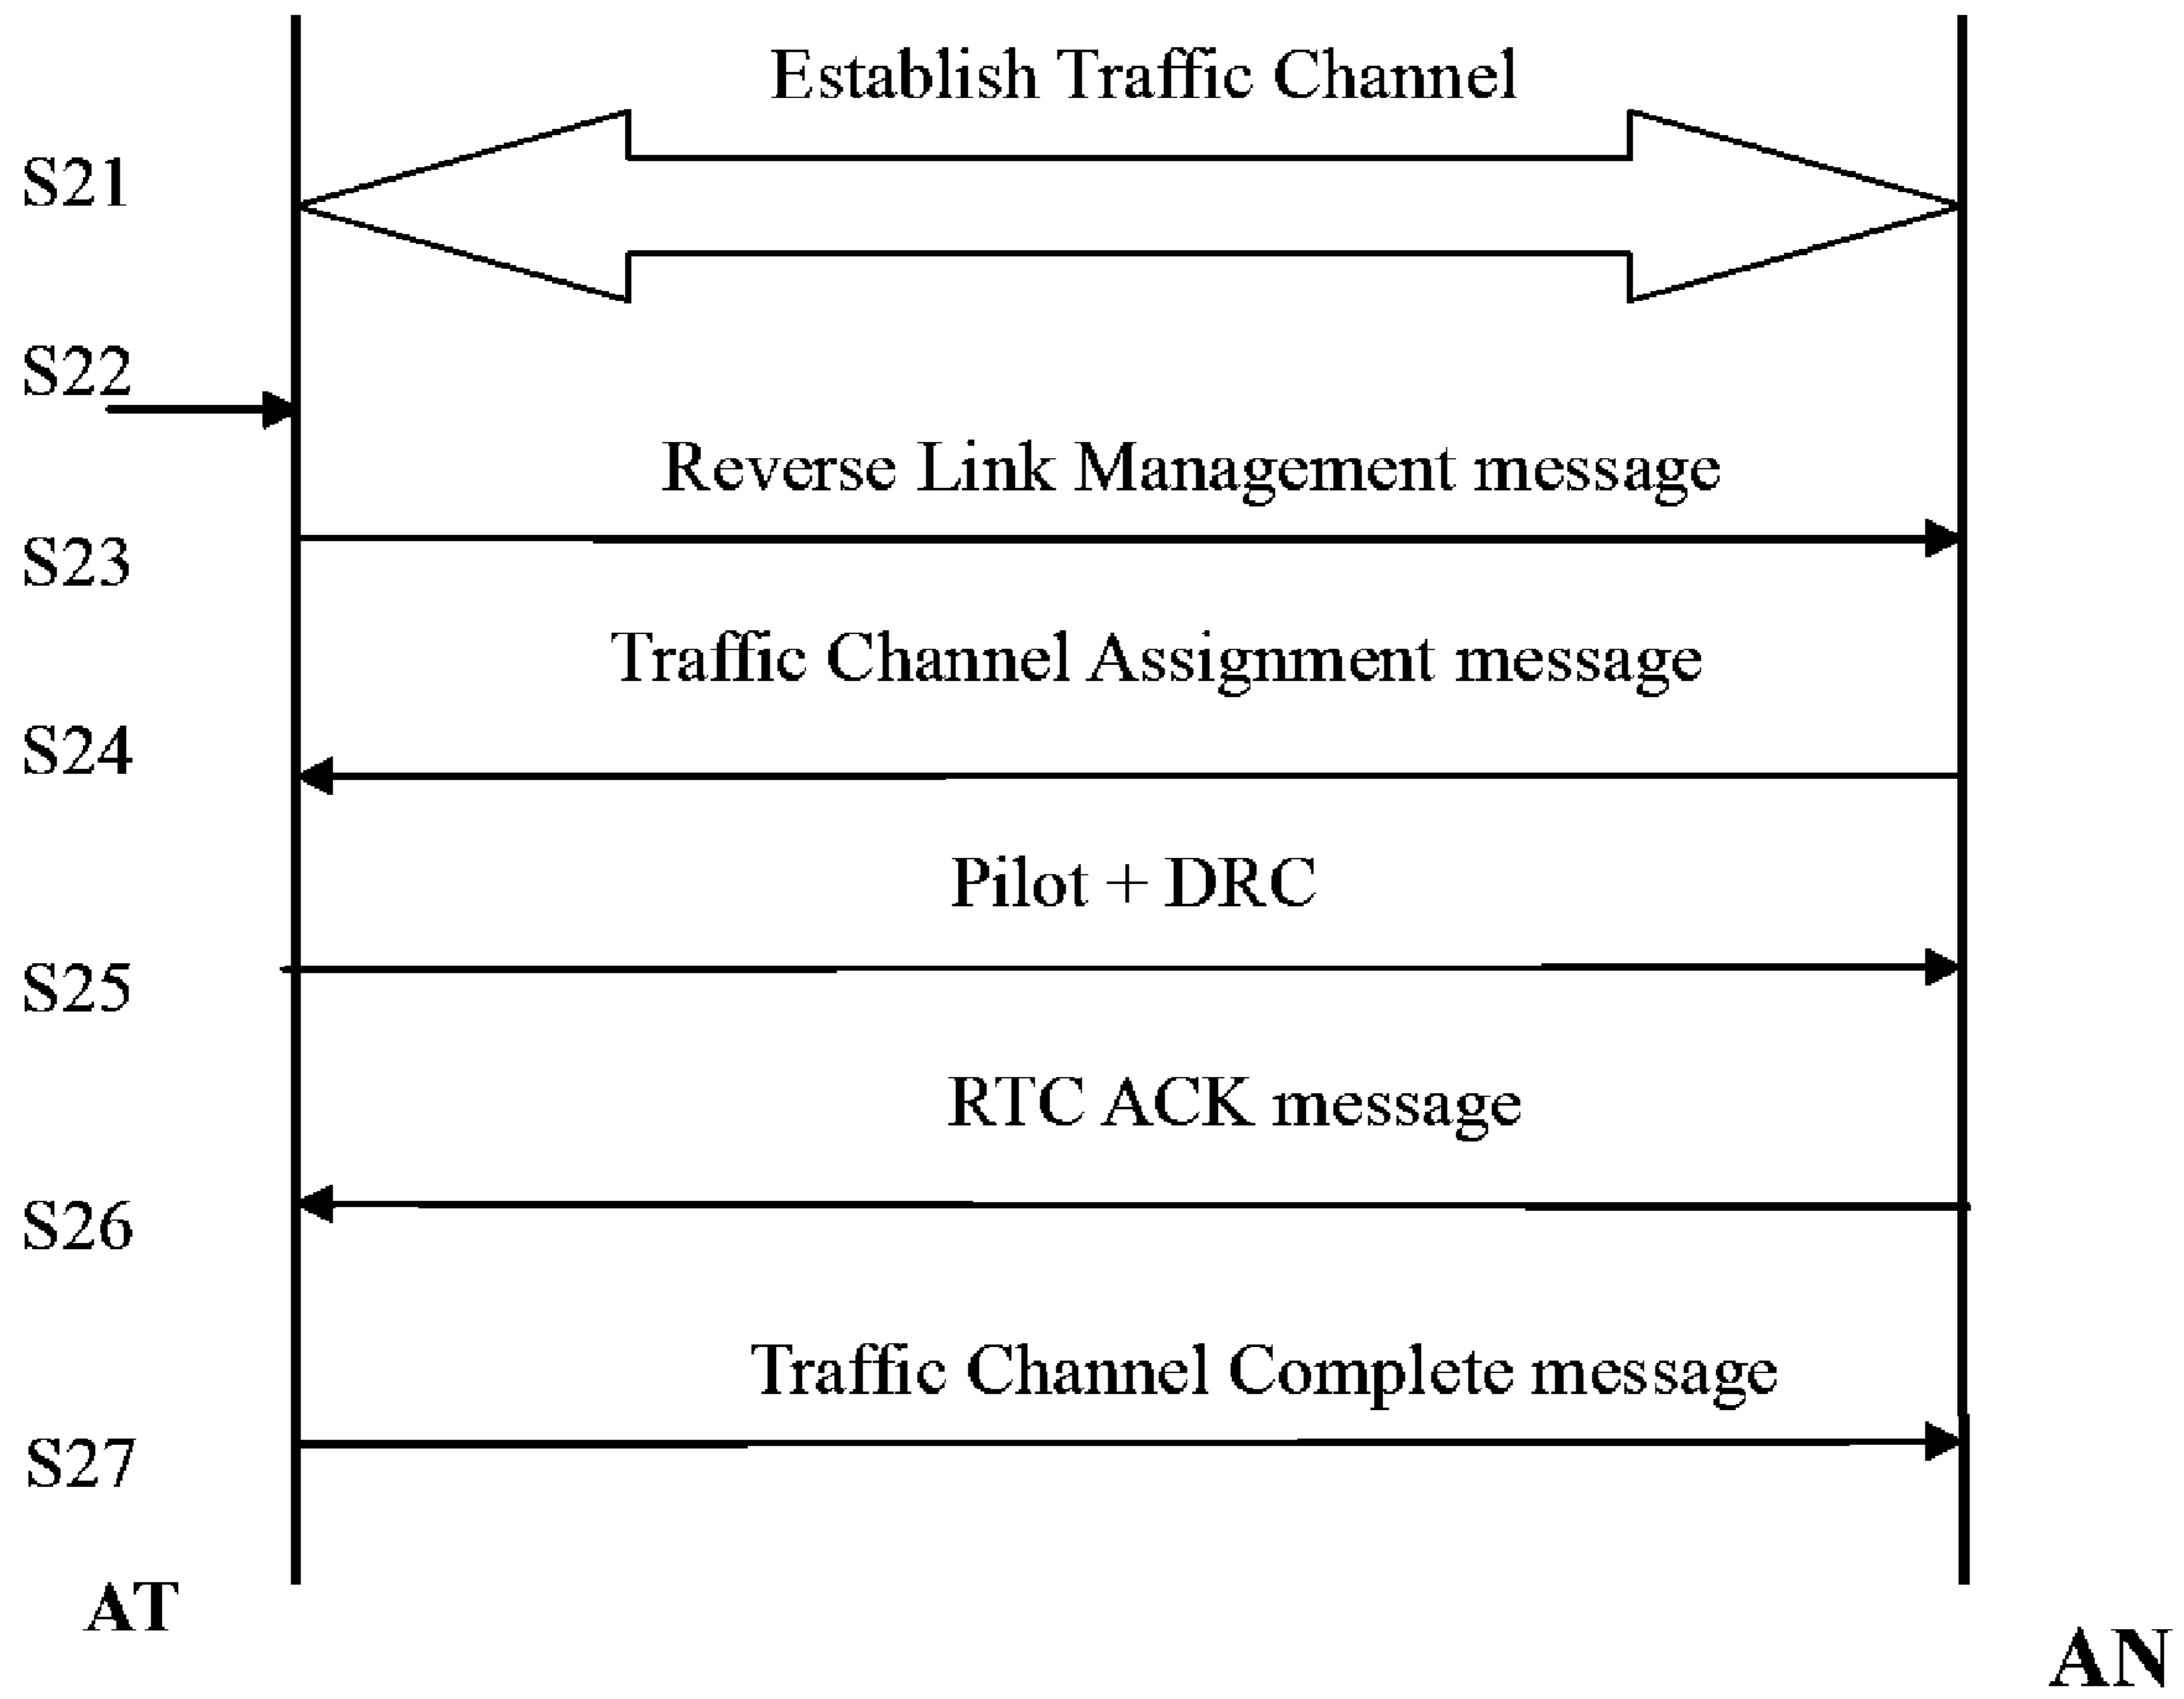 Establish Traffic Channel
S21
S22
Reverse Link Management message
S23
Traffic Channel Assignment message
S24
Pilot + DRC
S25
RTC ACK message
S26
Traffic Channel Complete message
S27
AT
AN